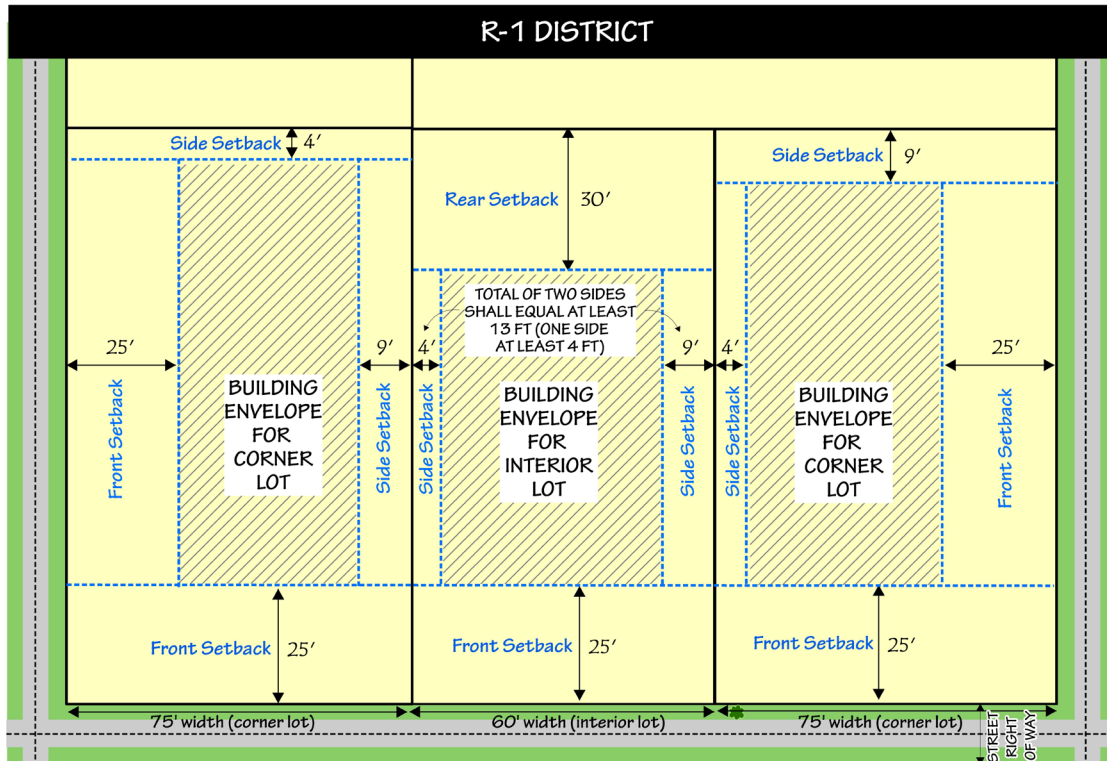 R-1 DISTRICT
Side Setback 4'
Side Setback 9'
Rear Setback 30'
TOTAL OF TWO SIDES
SHALL EQUAL AT LEAST
13 FT (ONE SIDE
AT LEAST 4 FT)
25'
9'
4'
9'
4'
25'
Front Setback
BUILDING
ENVELOPE
FOR
CORNER
LOT
Side Setback
Side Setback
BUILDING
ENVELOPE
FOR
INTERIOR
LOT
Side Setback
Side Setback
BUILDING
ENVELOPE
FOR
CORNER
LOT
Front Setback
Front Setback 25'
Front Setback 25'
Front Setback 25'
75' width (corner lot)
60' width (interior lot)
75' width (corner lot)
STREET
RIGHT
OF WAY